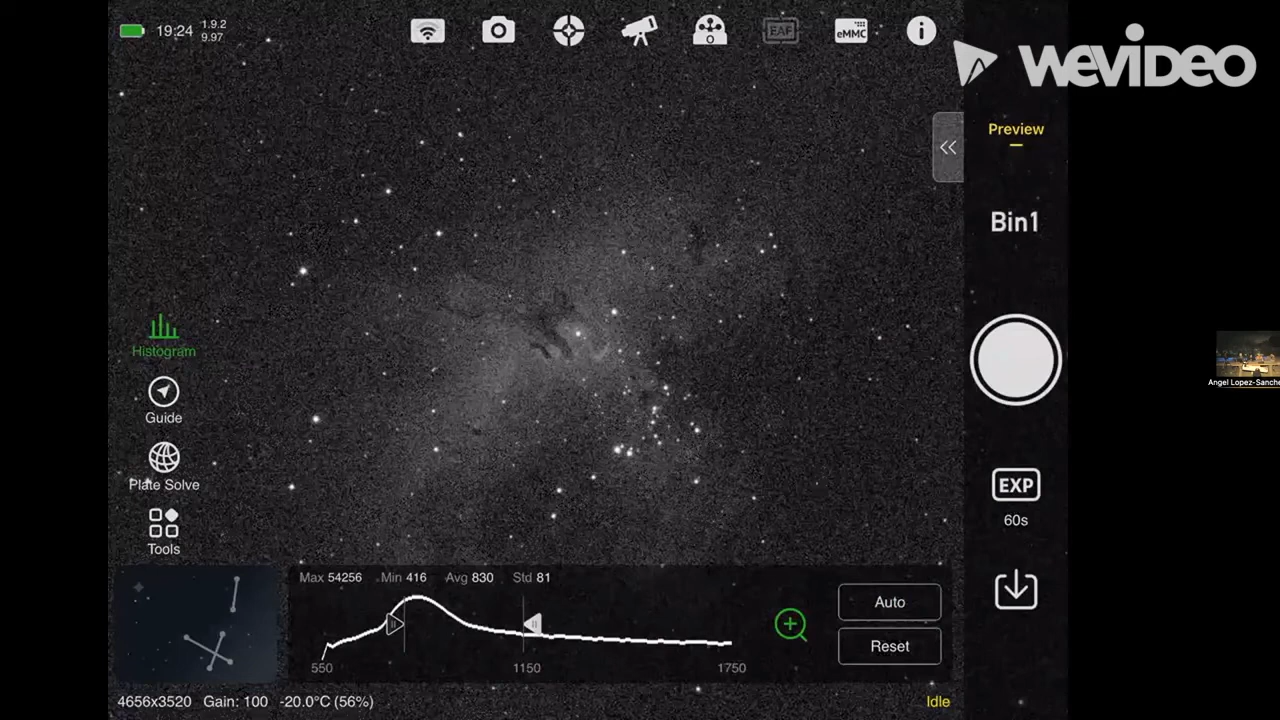 19:24
1.9.2
9.97
EAF
eMMC
WEVIDEO
Preview
Bin1
Histogram
Guide
Plate Solve
Tools
EXP
60s
Angel Lopez-Sanche
Max 54256 Min 416 Avg 830 Std 81
Auto
Reset
550 1150 1750
4656x3520 Gain: 100 -20.0°C (56%)
Idle